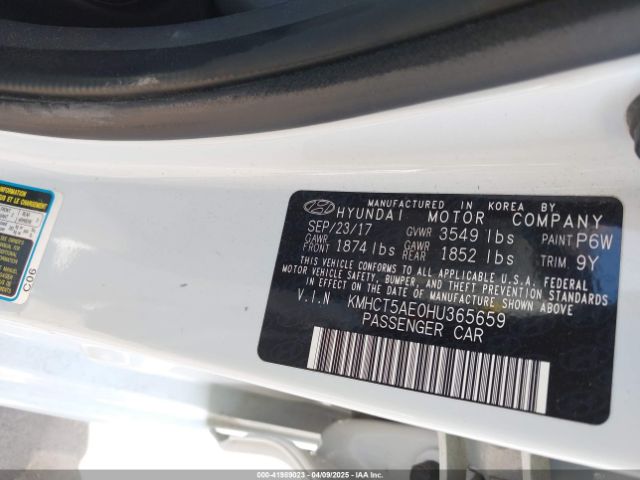 INFORMATION
C06
MANUFACTURED IN KOREA BY
HYUNDAI MOTOR COMPANY
SEP/23/17 GVWR 3549 lbs PAINT P6W
GAWR FRONT 1874 lbs GAWR REAR 1852 lbs TRIM 9Y
THIS VEHICLE CONFORMS TO ALL APPLICABLE U.S.A. FEDERAL
MOTOR VEHICLE SAFETY, BUMPER, AND THEFT PREVENTION
STANDARDS IN EFFECT ON THE DATE OF MANUFACTURE SHOWN ABOVE.
V.I.N KMHCT5AE0HU365659
PASSENGER CAR
000-41989023 - 04/09/2025 - IAAI.COM